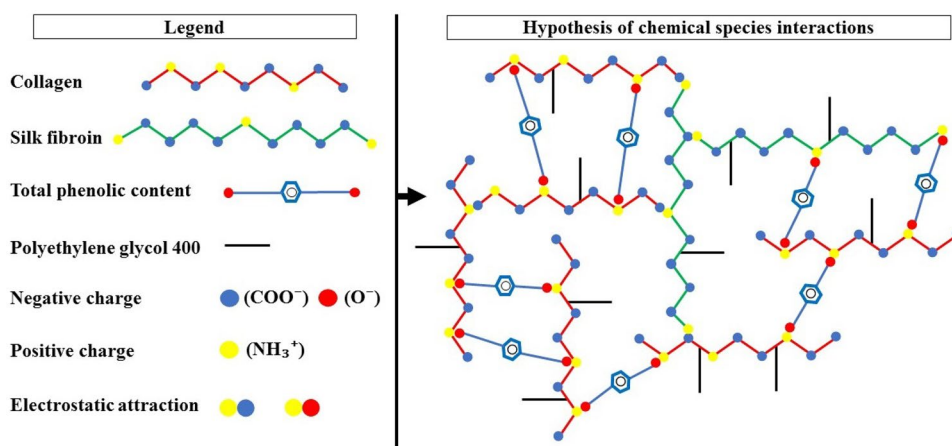 Legend
Collagen
Silk fibroin
Total phenolic content
Polyethylene glycol 400
Negative charge
(COO⁻)
(O⁻)
Positive charge
(NH₃⁺)
Electrostatic attraction
Hypothesis of chemical species interactions